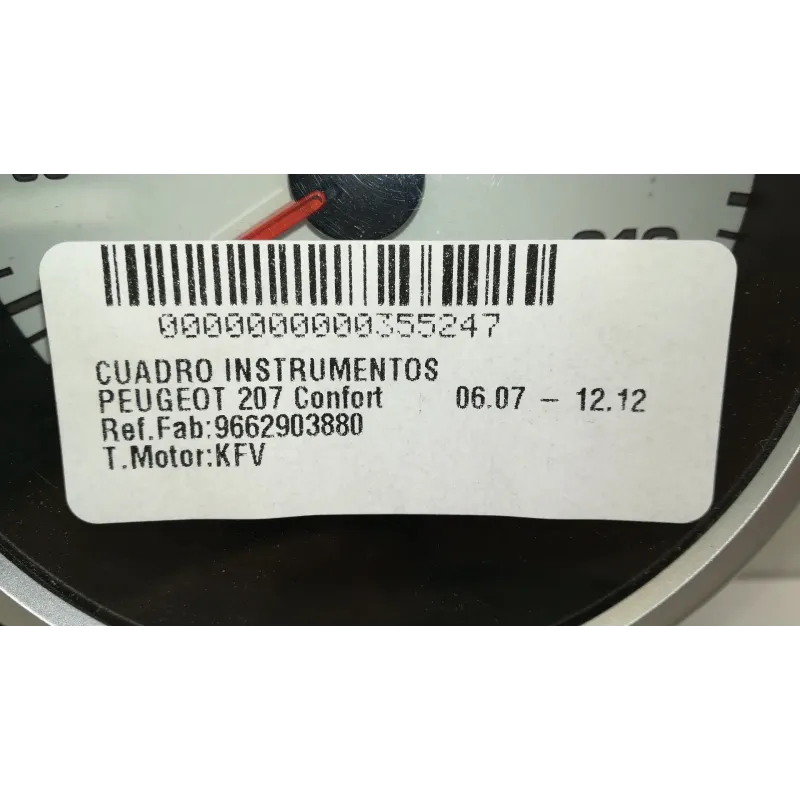 0000000000355247
CUADRO INSTRUMENTOS
PEUGEOT 207 Confort 06.07 - 12.12
Ref.Fab:9662903880
T.Motor:KFV